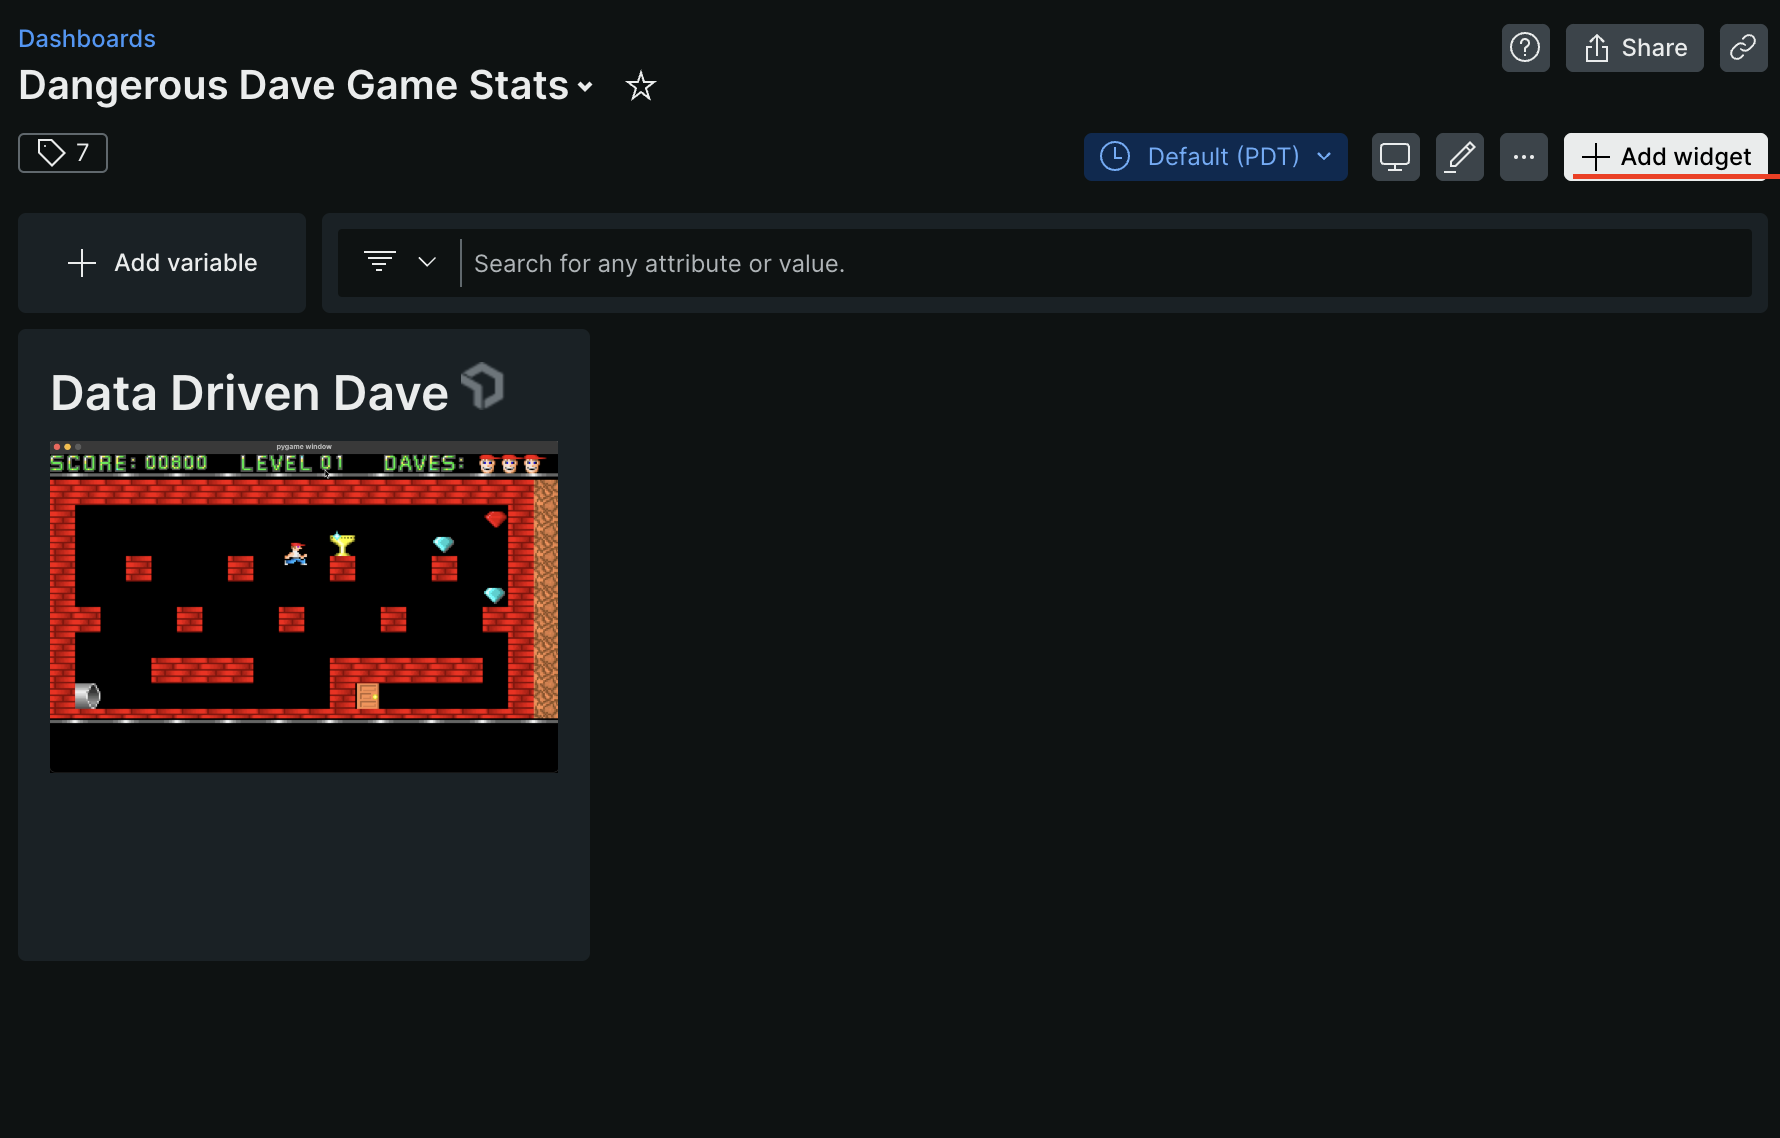 Dashboards
Share
Dangerous Dave Game Stats
7
Default (PDT)
Add widget
Add variable
Search for any attribute or value.
Data Driven Dave
pygame window
SCORE: 00800 LEVEL 01 DAVES: